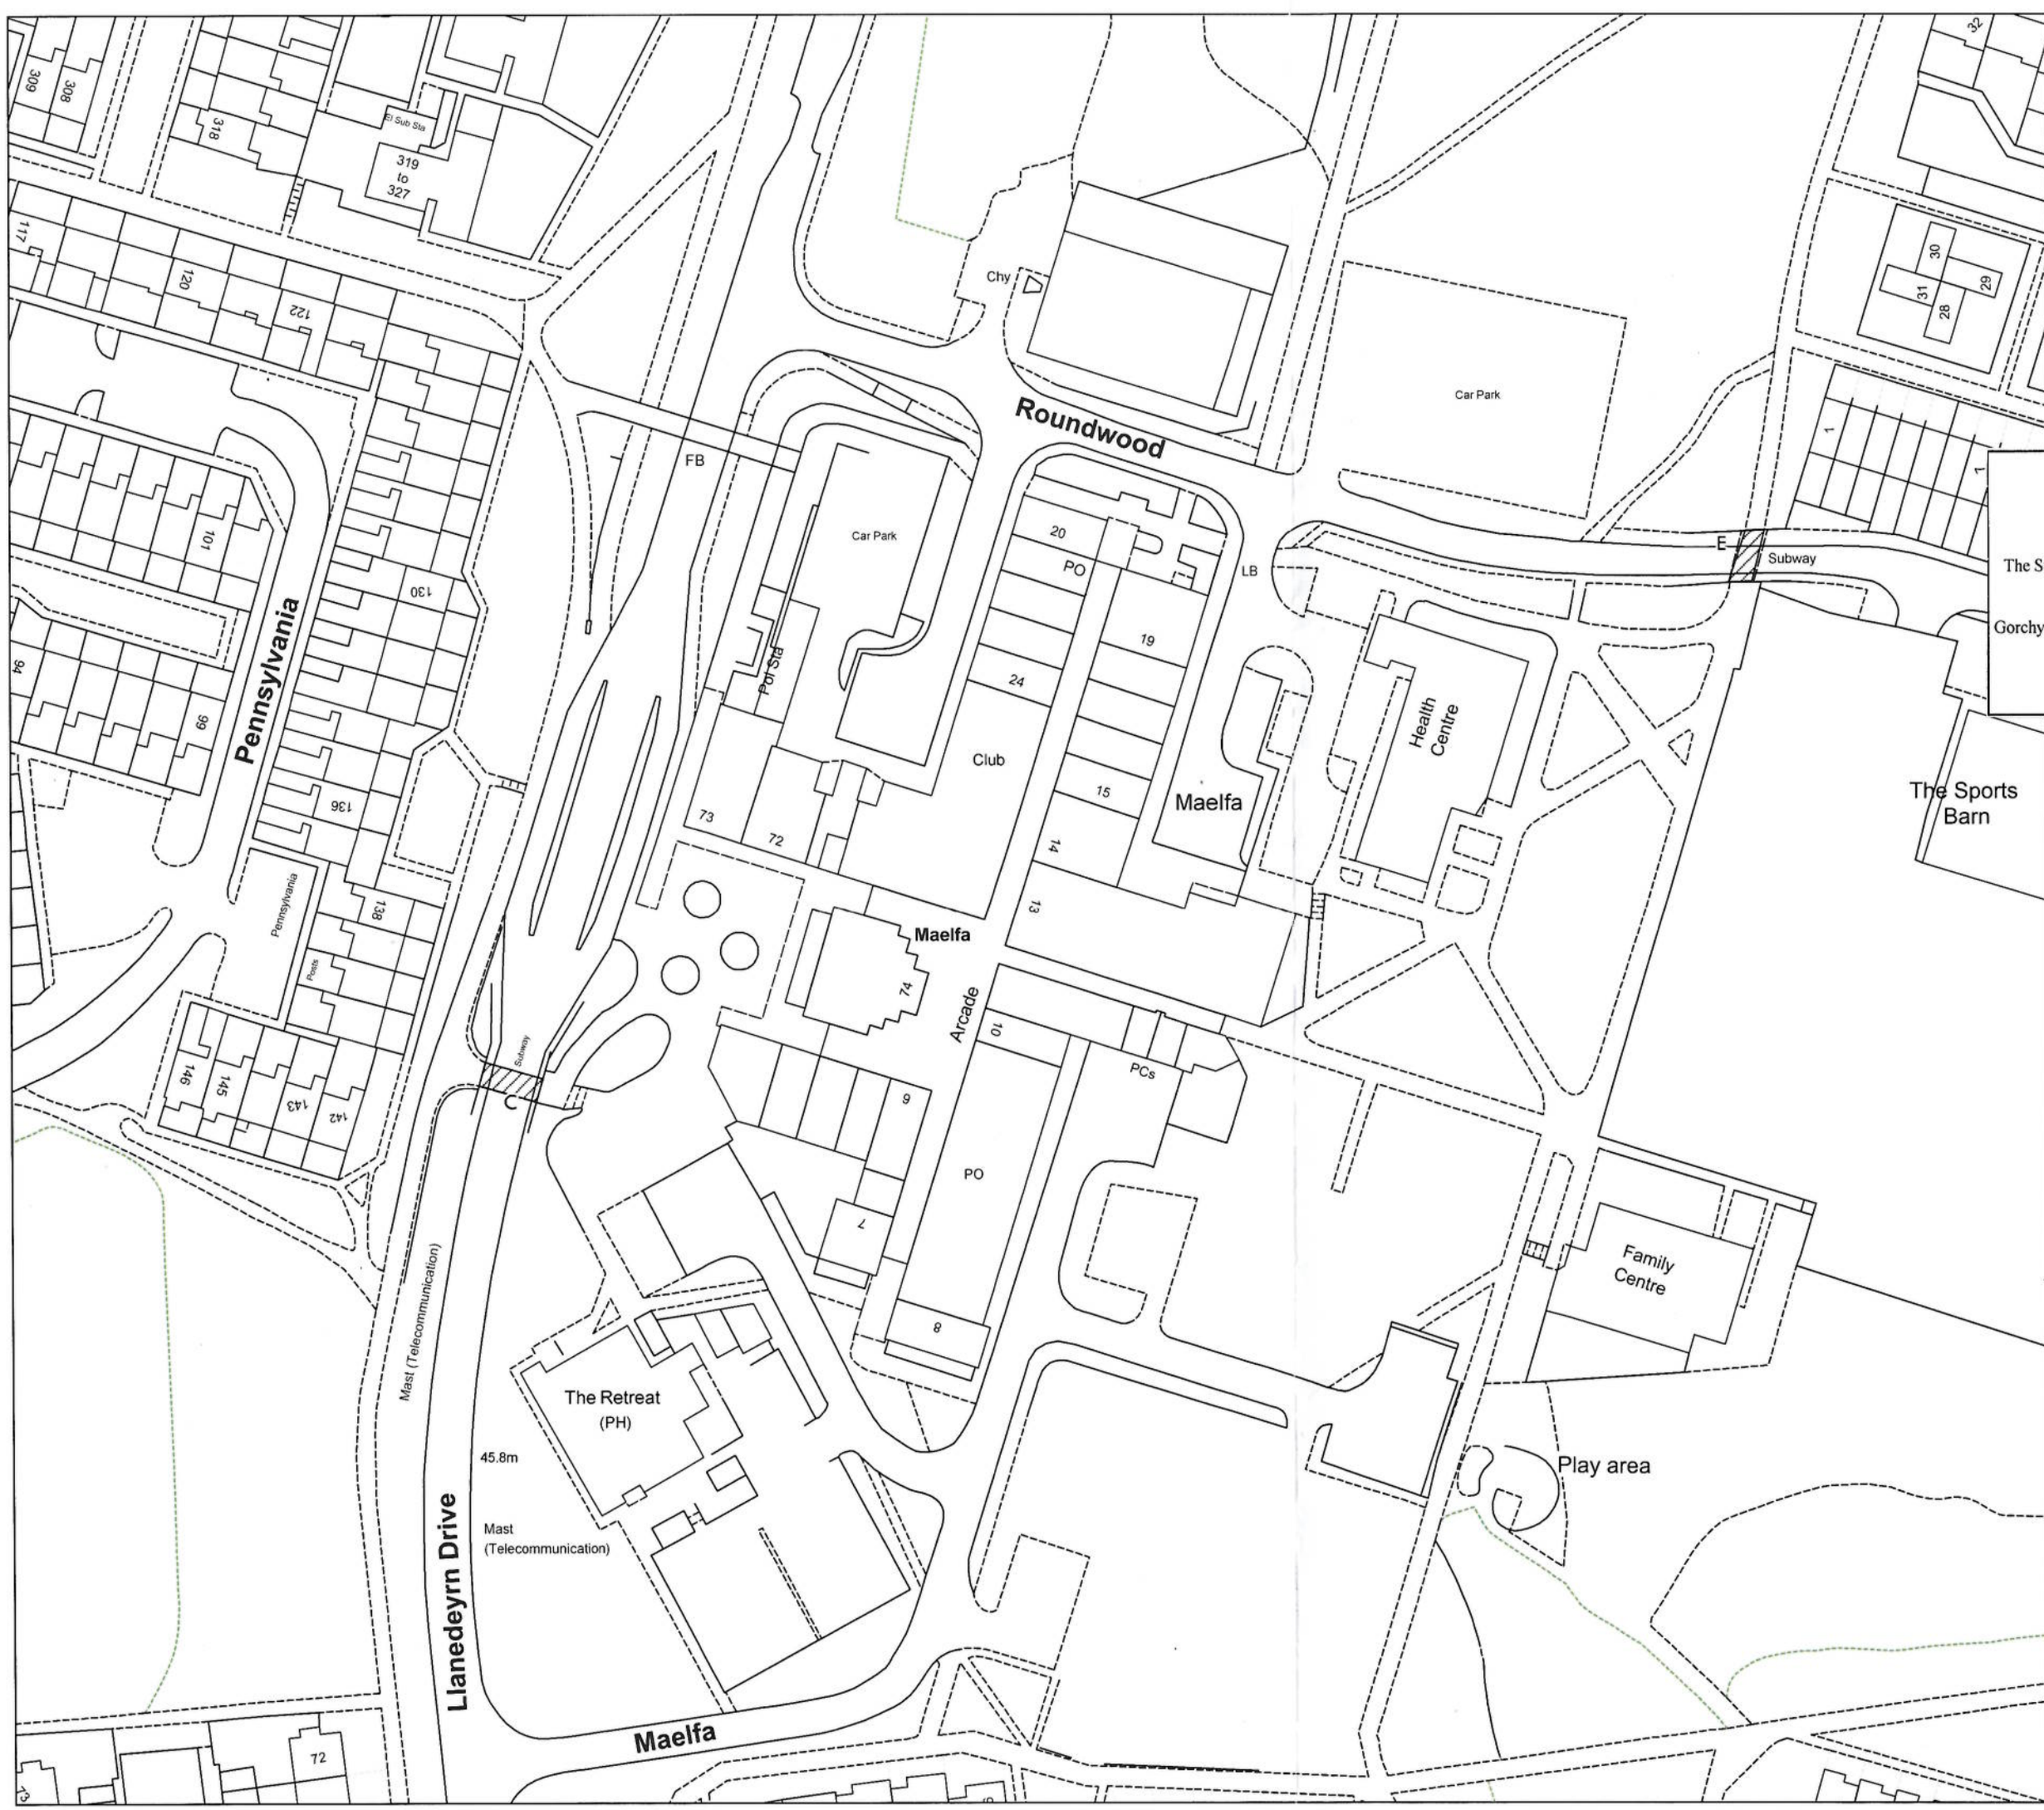 32
309
308
318
El Sub Sta
319
to
327
117
120
122
30
29
31
28
Chy
Car Park
Roundwood
1
1
FB
101
Car Park
20
PO
LB
E
Subway
The S
Gorchy
130
Pennsylvania
94
99
Pol Sta
19
24
Club
Health
Centre
15
Maelfa
The Sports
Barn
136
73
72
14
Pennsylvania
138
13
Maelfa
Posts
74
Arcade
10
Subway
PCs
C
146
145
143
142
6
PO
7
Mast (Telecommunication)
Family
Centre
8
The Retreat
(PH)
45.8m
Play area
Mast
(Telecommunication)
Llanedeyrn Drive
Maelfa
72
73